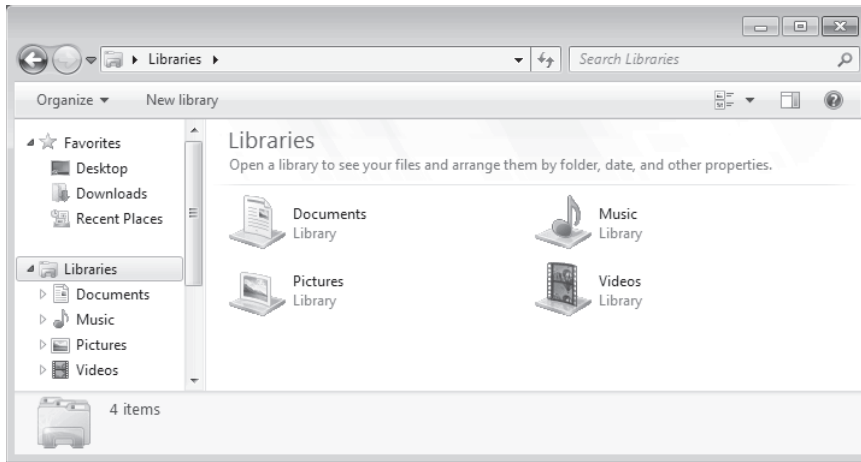 Libraries
Search Libraries
Organize
New library
Favorites
Desktop
Downloads
Recent Places
Libraries
Documents
Music
Pictures
Videos
Libraries
Open a library to see your files and arrange them by folder, date, and other properties.
Documents
Library
Music
Library
Pictures
Library
Videos
Library
4 items